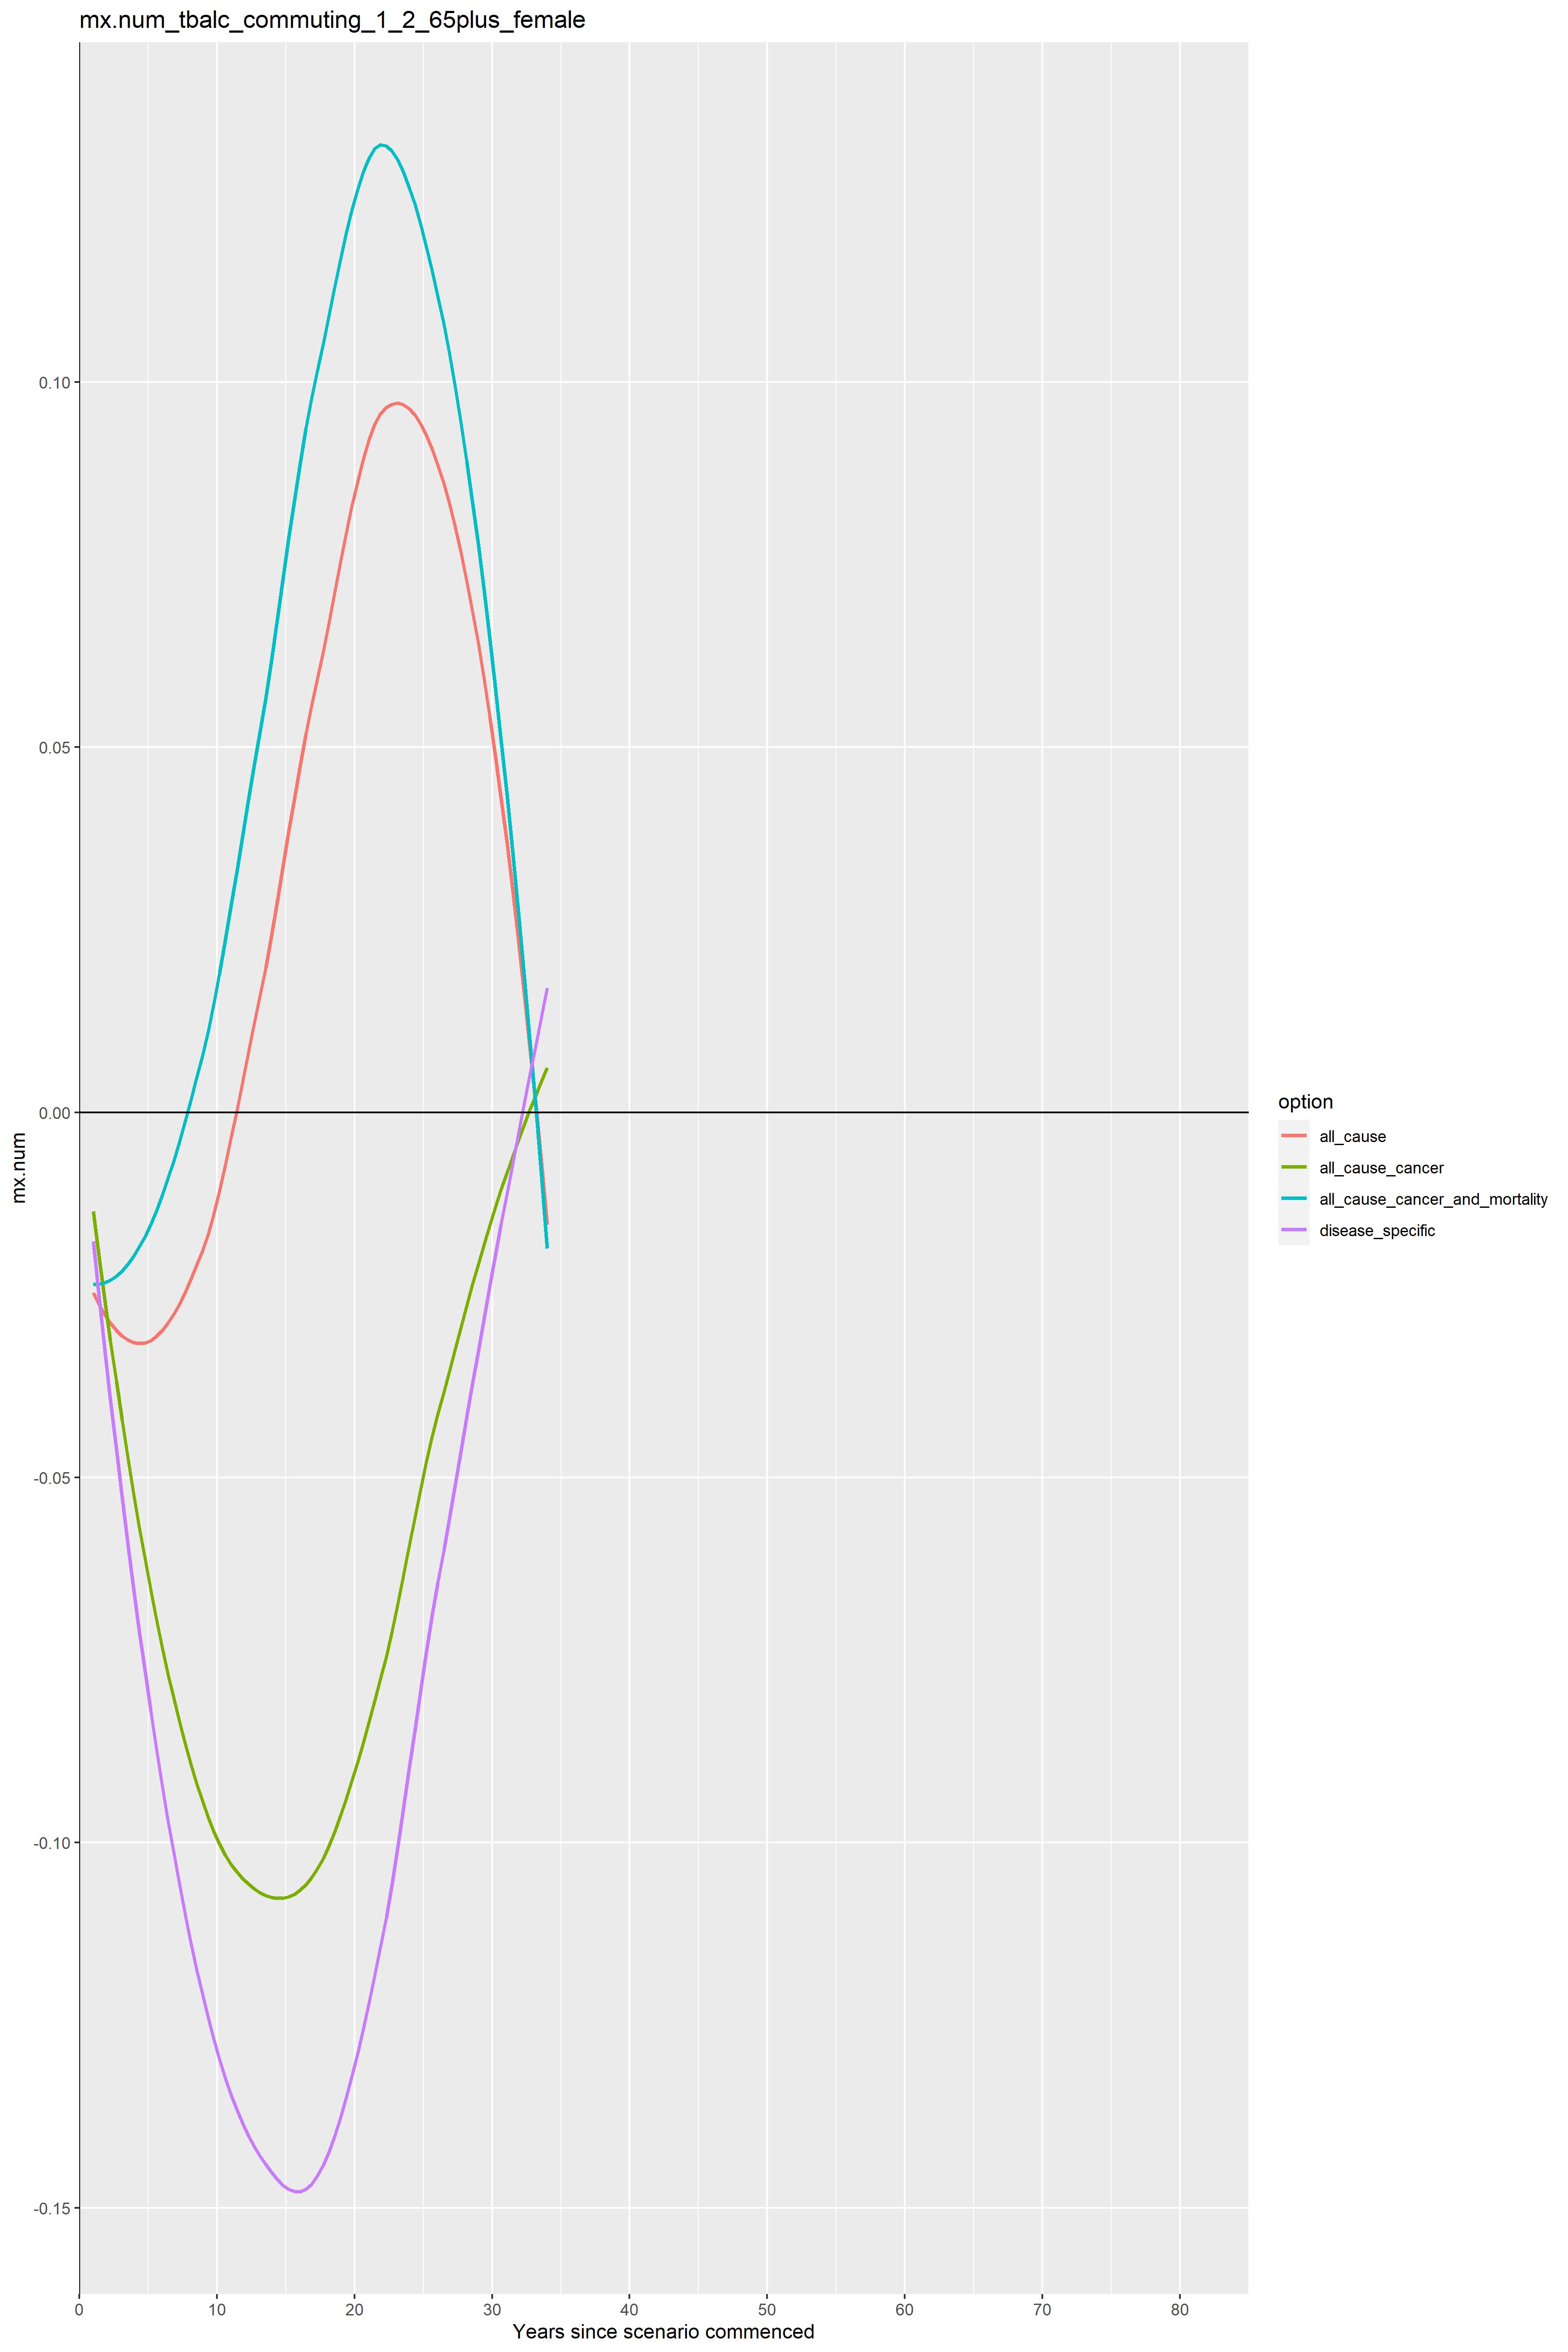 mx.num_tbalc_commuting_1_2_65plus_female
0.10
0.05
0.00
-0.05
-0.10
-0.15
mx.num
0 10 20 30 40 50 60 70 80
Years since scenario commenced
option
all_cause
all_cause_cancer
all_cause_cancer_and_mortality
disease_specific